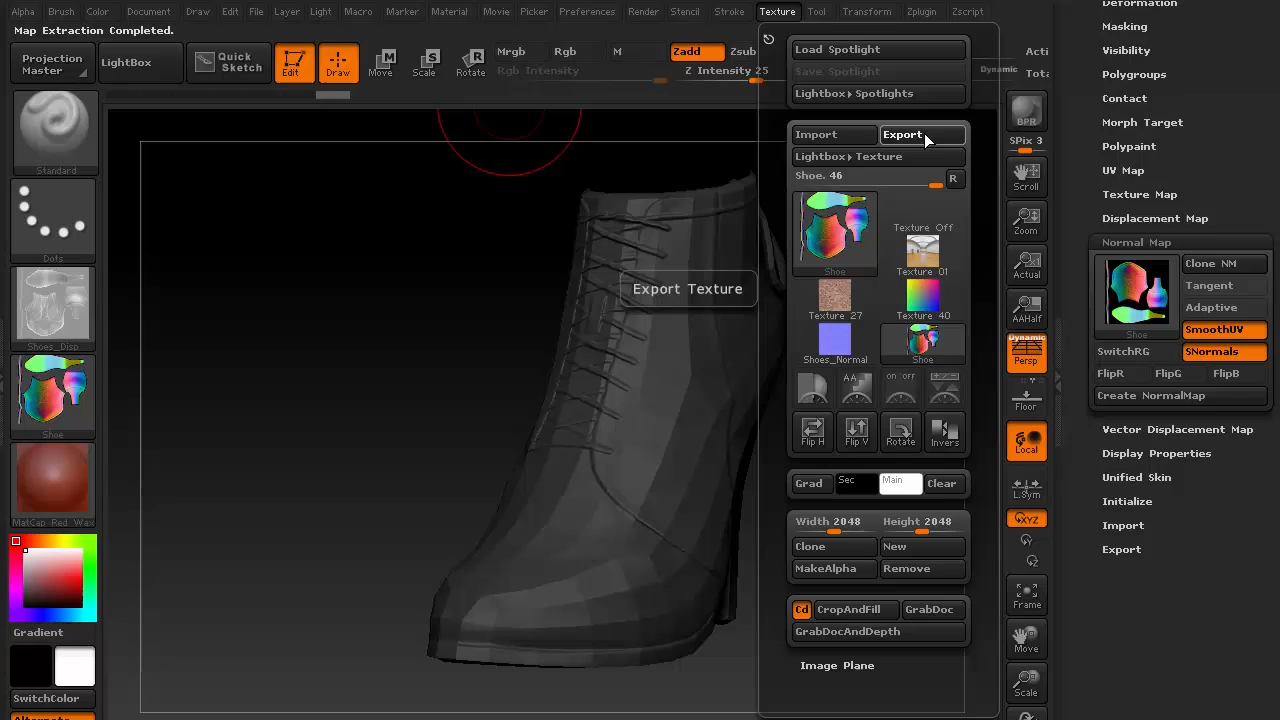 Alpha Brush Color Document Draw Edit File Layer Light Macro Marker Material Movie Picker Preferences Render Stencil Stroke Texture Tool Transform Zplugin Zscript
Map Extraction Completed.
Projection Master
LightBox
Quick Sketch
Edit
Draw
Move
Scale
Rotate
Mrgb Rgb M Zadd Zsub
Rgb Intensity Z Intensity 25
Dynamic
Standard
Dots
Shoes_Disp
Shoe
MatCap Red Wax
Gradient
SwitchColor
Alternate
Export Texture
Load Spotlight
Save Spotlight
Lightbox▸Spotlights
Import Export
Lightbox▸Texture
Shoe. 46 R
Texture Off
Shoe Texture 01
Texture 27 Texture 40
Shoes_Normal Shoe
AA on off
Flip H Flip V Rotate Invers
Grad Sec Main Clear
Width 2048 Height 2048
Clone New
MakeAlpha Remove
Cd CropAndFill GrabDoc
GrabDocAndDepth
Image Plane
BPR
SPix 3
Scroll
Zoom
Actual
AAHalf
Dynamic
Persp
Floor
Local
L.Sym
XYZ
Y
Z
Frame
Move
Scale
Deformation
Masking
Visibility
Polygroups
Contact
Morph Target
Polypaint
UV Map
Texture Map
Displacement Map
Normal Map
Clone NM
Tangent
Adaptive
Shoe SmoothUV
SwitchRG SNormals
FlipR FlipG FlipB
Create NormalMap
Vector Displacement Map
Display Properties
Unified Skin
Initialize
Import
Export